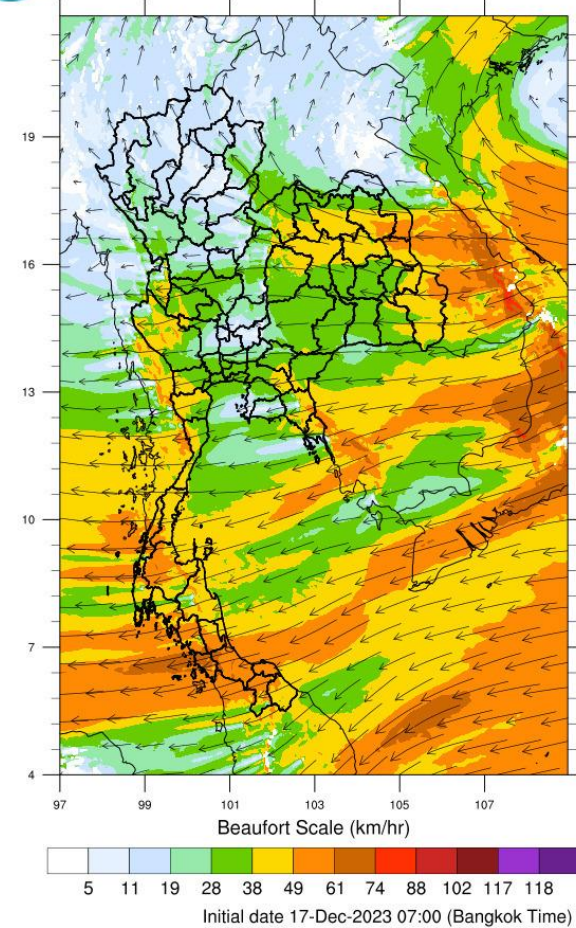 19
16
13
10
7
4
97 99 101 103 105 107
Beaufort Scale (km/hr)
5 11 19 28 38 49 61 74 88 102 117 118
Initial date 17-Dec-2023 07:00 (Bangkok Time)